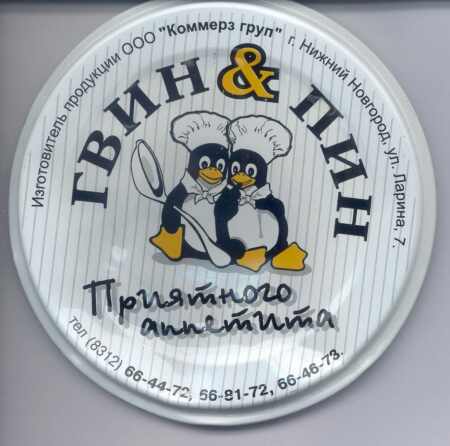 Изготовитель продукции ООО "Коммерз груп" г. Нижний Новгород, ул. Ларина, 7.
ГВИН & ПИН
Приятного
аппетита
тел (8312) 66-44-72, 66-81-72, 66-46-73.